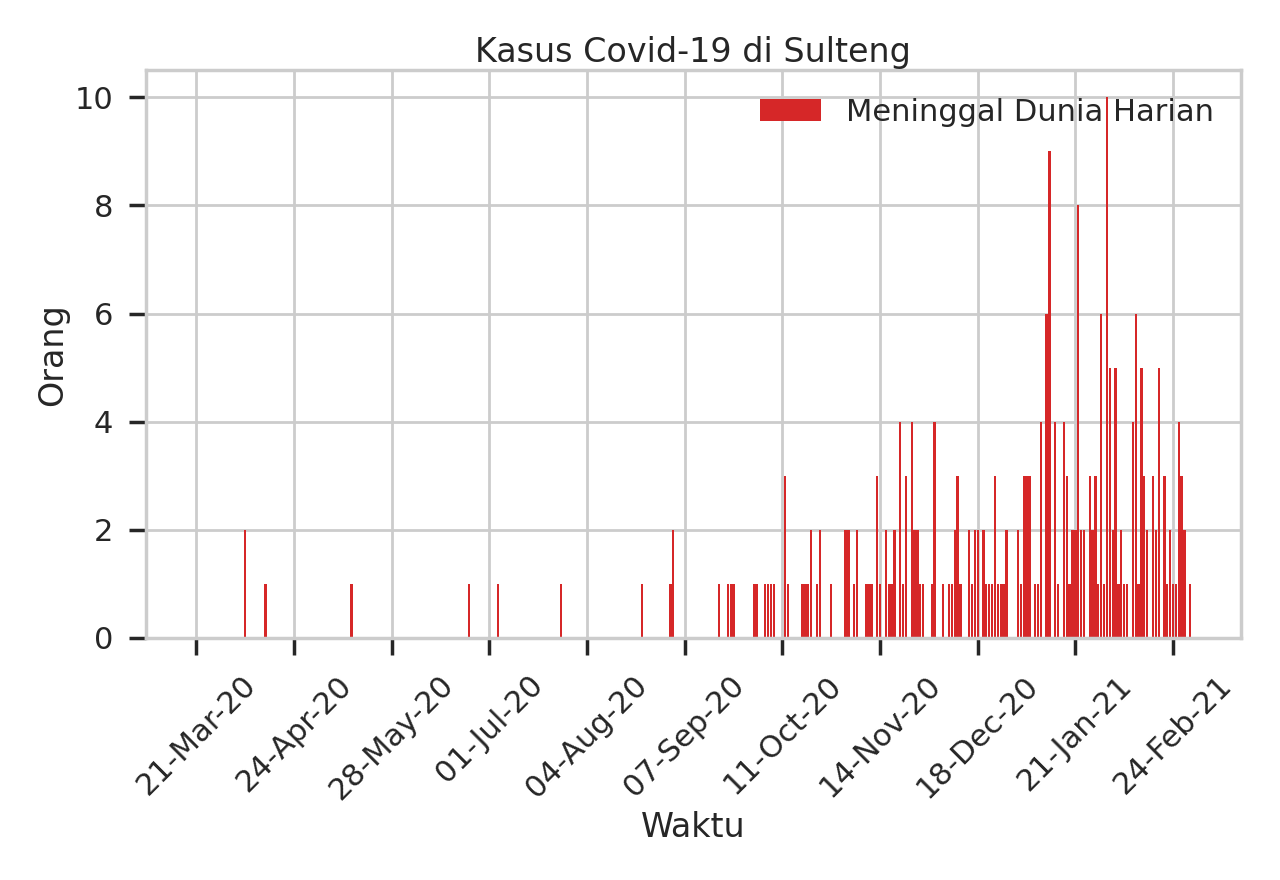 Kasus Covid-19 di Sulteng
Meninggal Dunia Harian
10
8
6
4
2
0
Orang
21-Mar-20
24-Apr-20
28-May-20
01-Jul-20
04-Aug-20
07-Sep-20
11-Oct-20
14-Nov-20
18-Dec-20
21-Jan-21
24-Feb-21
Waktu